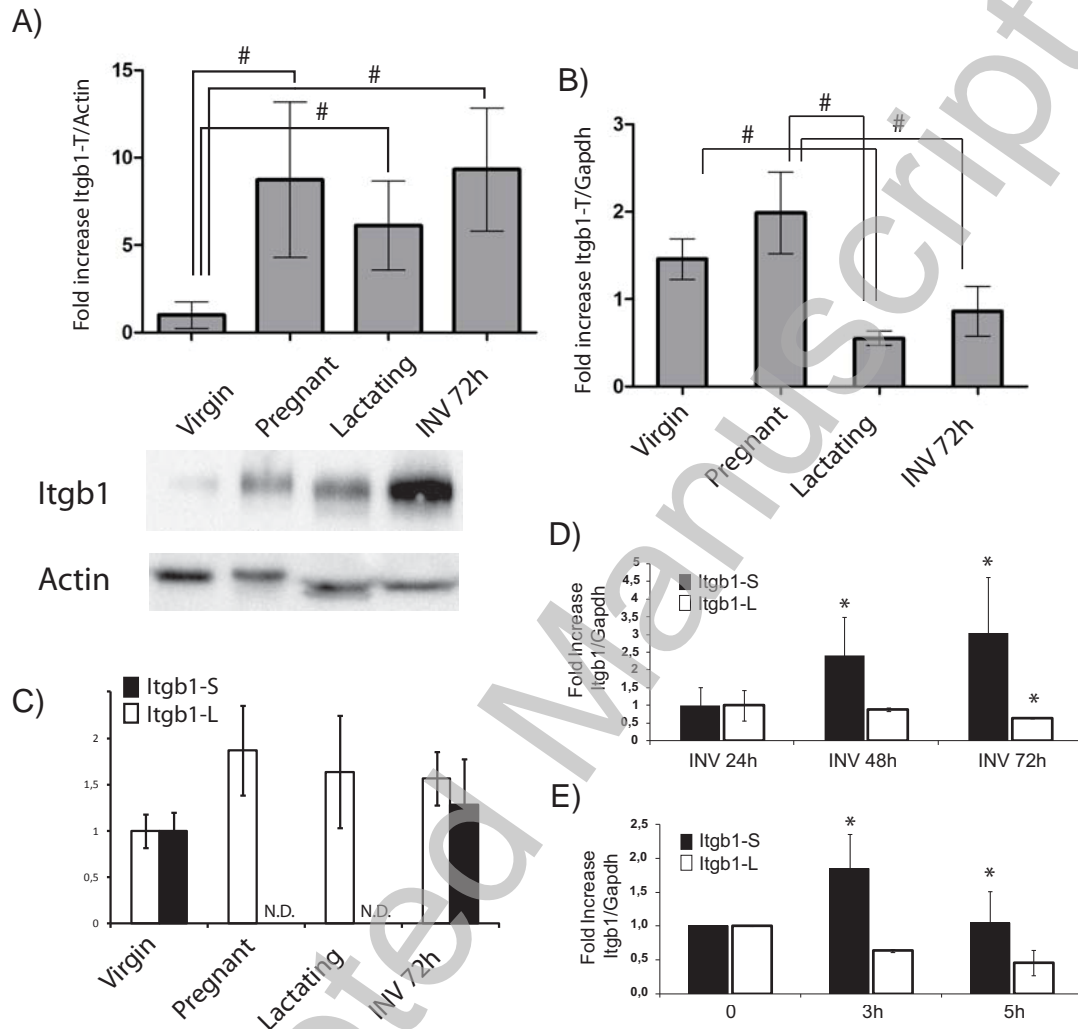 A)
Fold increase Itgb1-T/Actin
15
10
5
0
#
#
#
Virgin
Pregnant
Lactating
INV 72h
Itgb1
Actin
B)
Fold increase Itgb1-T/Gapdh
3
2
1
0
#
#
#
Virgin
Pregnant
Lactating
INV 72h
C)
Itgb1-S
Itgb1-L
2
1,5
1
0,5
0
N.D.
N.D.
Virgin
Pregnant
Lactating
INV 72h
D)
Fold Increase
Itgb1/Gapdh
5
4,5
4
3,5
3
2,5
2
1,5
1
0,5
0
Itgb1-S
Itgb1-L
*
*
*
INV 24h
INV 48h
INV 72h
E)
Fold Increase
Itgb1/Gapdh
2,5
2,0
1,5
1,0
0,5
0,0
Itgb1-S
Itgb1-L
*
*
0
3h
5h
pted Manuscript